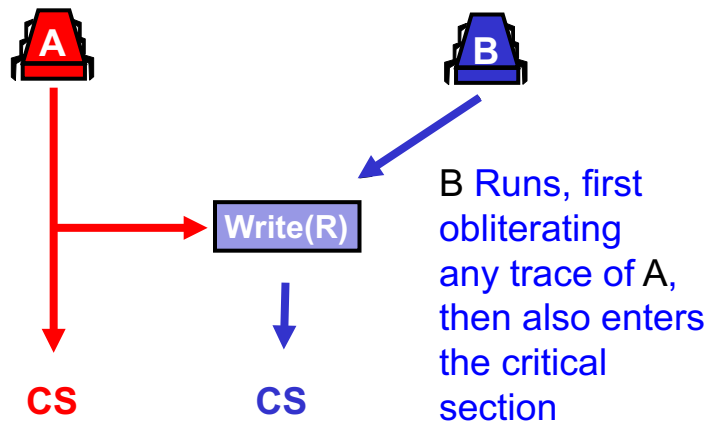 A
B
Write(R)
B Runs, first
obliterating
any trace of A,
then also enters
the critical
section
CS
CS